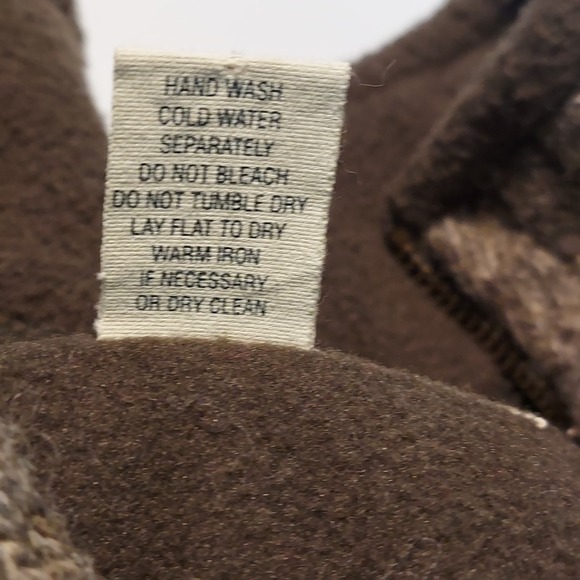 HAND WASH
COLD WATER
SEPARATELY
DO NOT BLEACH
DO NOT TUMBLE DRY
LAY FLAT TO DRY
WARM IRON
IF NECESSARY
OR DRY CLEAN